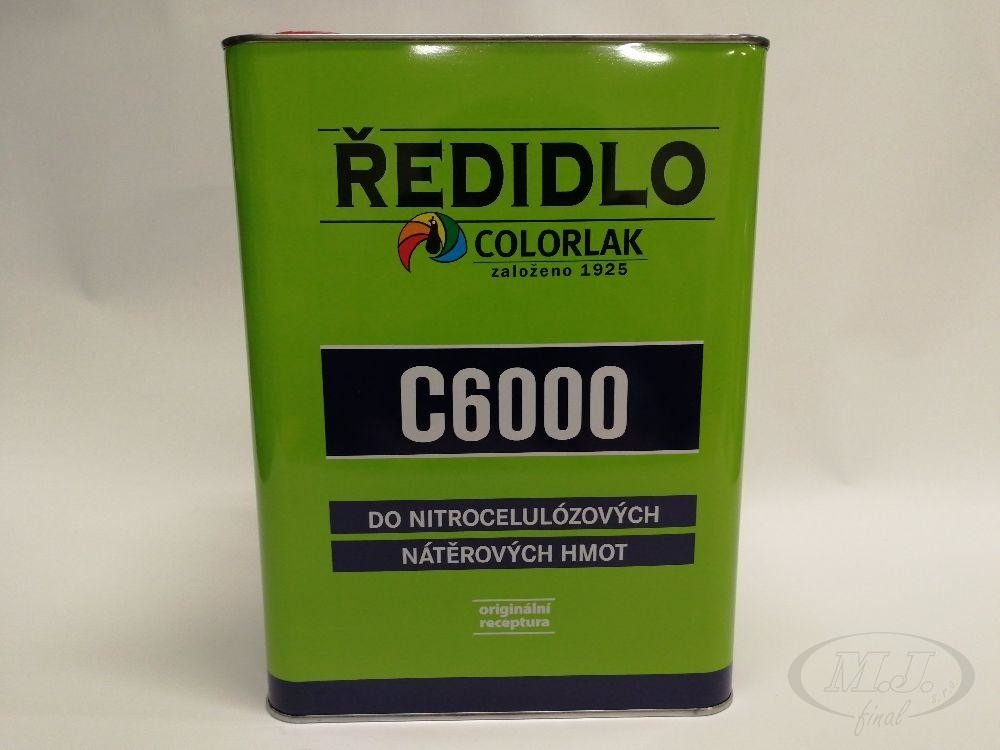 ŘEDIDLO
COLORLAK
založeno 1925
C6000
DO NITROCELULÓZOVÝCH
NÁTĚROVÝCH HMOT
originální
receptura
M.J.
s.r.o.
final